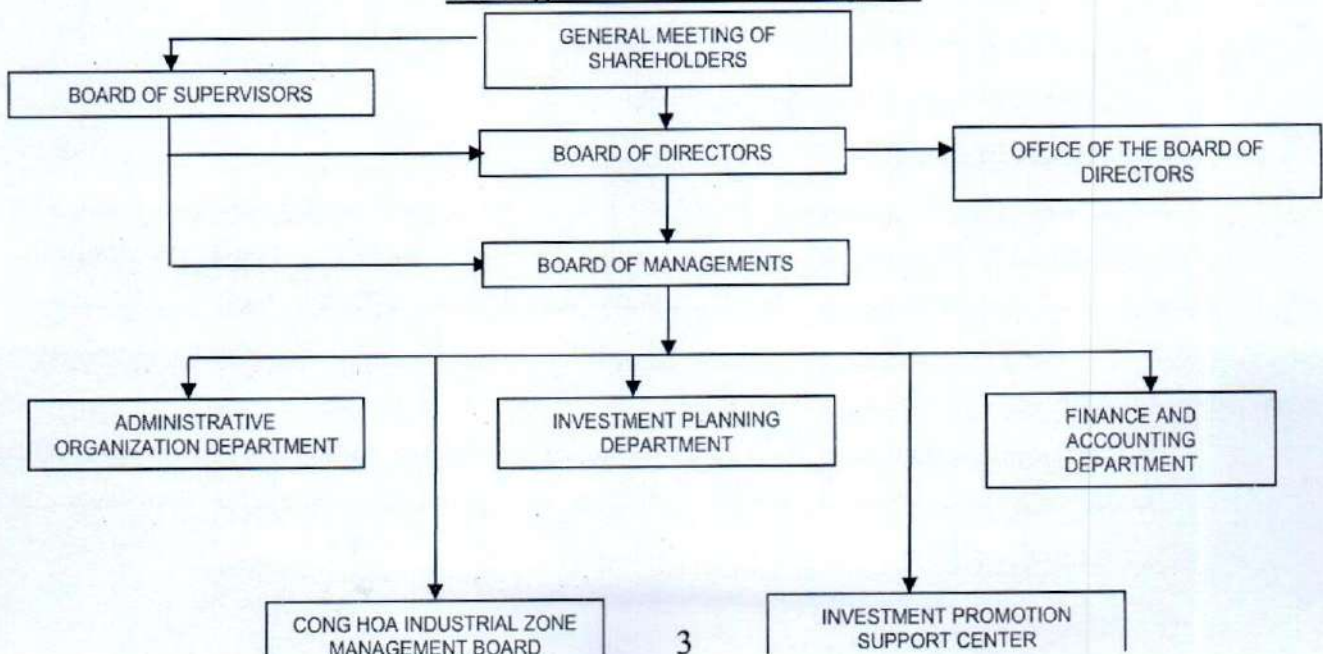 GENERAL MEETING OF
SHAREHOLDERS
BOARD OF SUPERVISORS
BOARD OF DIRECTORS
OFFICE OF THE BOARD OF
DIRECTORS
BOARD OF MANAGEMENTS
ADMINISTRATIVE
ORGANIZATION DEPARTMENT
INVESTMENT PLANNING
DEPARTMENT
FINANCE AND
ACCOUNTING
DEPARTMENT
CONG HOA INDUSTRIAL ZONE
MANAGEMENT BOARD
INVESTMENT PROMOTION
SUPPORT CENTER
3